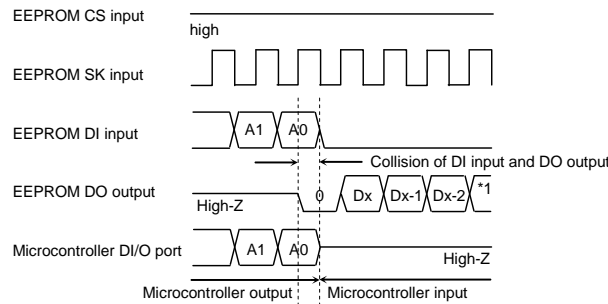 EEPROM CS input
high
EEPROM SK input
EEPROM DI input A1 A0
Collision of DI input and DO output
EEPROM DO output 0 Dx Dx-1 Dx-2 *1
High-Z
Microcontroller DI/O port A1 A0
High-Z
Microcontroller output Microcontroller input